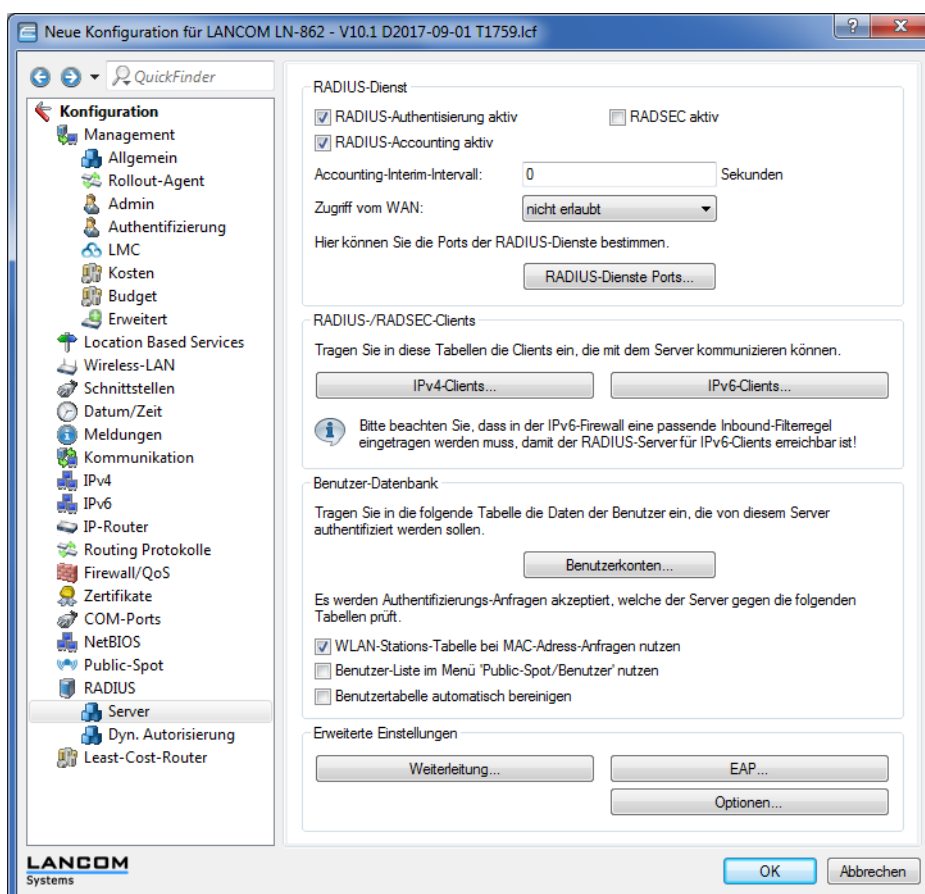 Neue Konfiguration für LANCOM LN-862 - V10.1 D2017-09-01 T1759.lcf
QuickFinder
Konfiguration
Management
Allgemein
Rollout-Agent
Admin
Authentifizierung
LMC
Kosten
Budget
Erweitert
Location Based Services
Wireless-LAN
Schnittstellen
Datum/Zeit
Meldungen
Kommunikation
IPv4
IPv6
IP-Router
Routing Protokolle
Firewall/QoS
Zertifikate
COM-Ports
NetBIOS
Public-Spot
RADIUS
Server
Dyn. Autorisierung
Least-Cost-Router
RADIUS-Dienst
RADIUS-Authentisierung aktiv
RADSEC aktiv
RADIUS-Accounting aktiv
Accounting-Interim-Intervall: 0 Sekunden
Zugriff vom WAN: nicht erlaubt
Hier können Sie die Ports der RADIUS-Dienste bestimmen.
RADIUS-Dienste Ports...
RADIUS-/RADSEC-Clients
Tragen Sie in diese Tabellen die Clients ein, die mit dem Server kommunizieren können.
IPv4-Clients... IPv6-Clients...
Bitte beachten Sie, dass in der IPv6-Firewall eine passende Inbound-Filterregel
eingetragen werden muss, damit der RADIUS-Server für IPv6-Clients erreichbar ist!
Benutzer-Datenbank
Tragen Sie in die folgende Tabelle die Daten der Benutzer ein, die von diesem Server
authentifiziert werden sollen.
Benutzerkonten...
Es werden Authentifizierungs-Anfragen akzeptiert, welche der Server gegen die folgenden
Tabellen prüft.
WLAN-Stations-Tabelle bei MAC-Adress-Anfragen nutzen
Benutzer-Liste im Menü 'Public-Spot/Benutzer' nutzen
Benutzertabelle automatisch bereinigen
Erweiterte Einstellungen
Weiterleitung... EAP...
Optionen...
LANCOM
Systems
OK Abbrechen